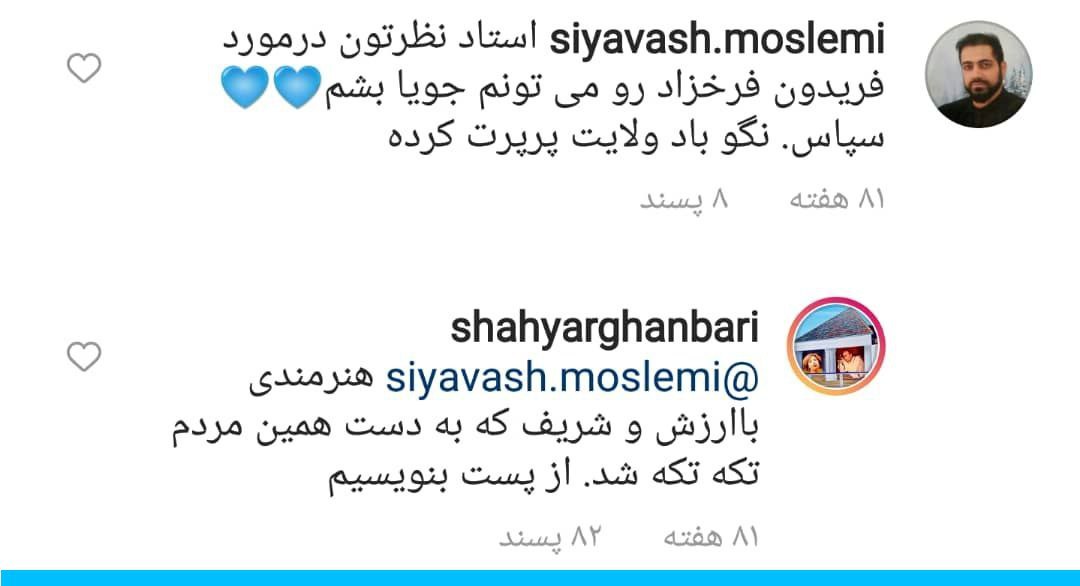 siyavash.moslemi استاد نظرتون درمورد
فریدون فرخزاد رو می تونم جویا بشم🩵🩵
سپاس. نگو باد ولایت پرپرت کرده
۸۱ هفته ۸ پسند
shahyarghanbari
@siyavash.moslemi هنرمندی
باارزش و شریف که به دست همین مردم
تکه تکه شد. از پست بنویسیم
۸۱ هفته ۸۲ پسند